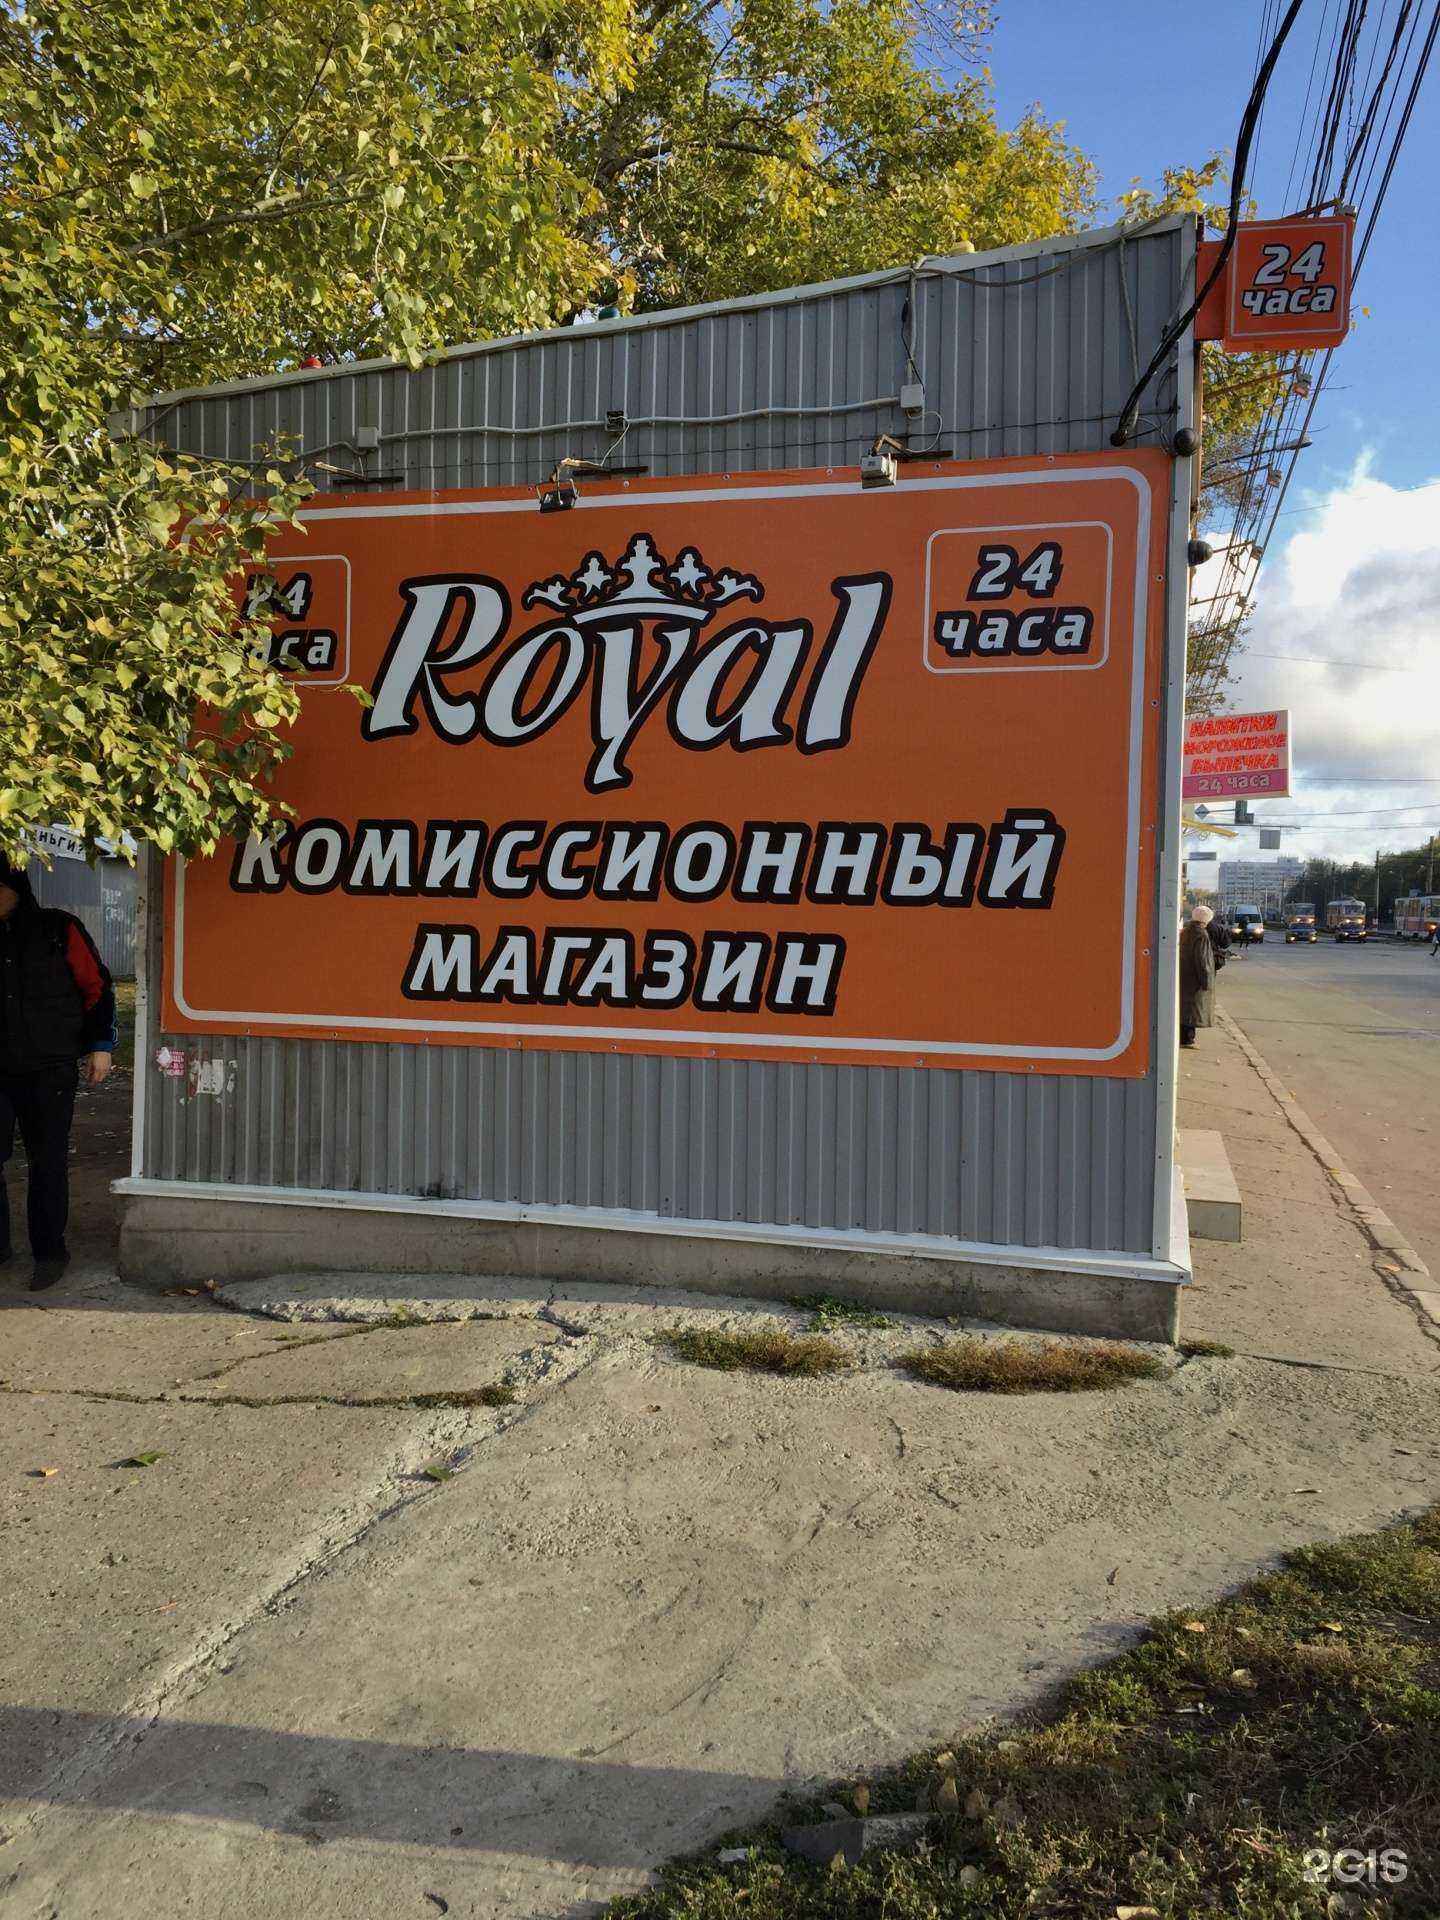 24
часа
24
часа
Royal
24
часа
КОМИССИОННЫЙ
МАГАЗИН
НАПИТКИ
МОРОЖЕНОЕ
ВЫПЕЧКА
24 часа
2GIS